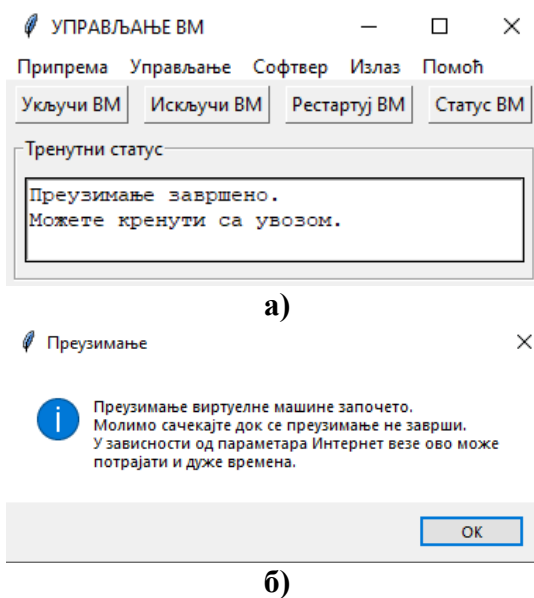 УПРАВЉАЊЕ ВМ
Припрема Управљање Софтвер Излаз Помоћ
Укључи ВМ Искључи ВМ Рестартуј ВМ Статус ВМ
Тренутни статус
Преузимање завршено.
Можете кренути са увозом.
а)
Преузимање
Преузимање виртуелне машине започето.
Молимо сачекајте док се преузимање не заврши.
У зависности од параметара Интернет везе ово може
потрајати и дуже времена.
OK
б)